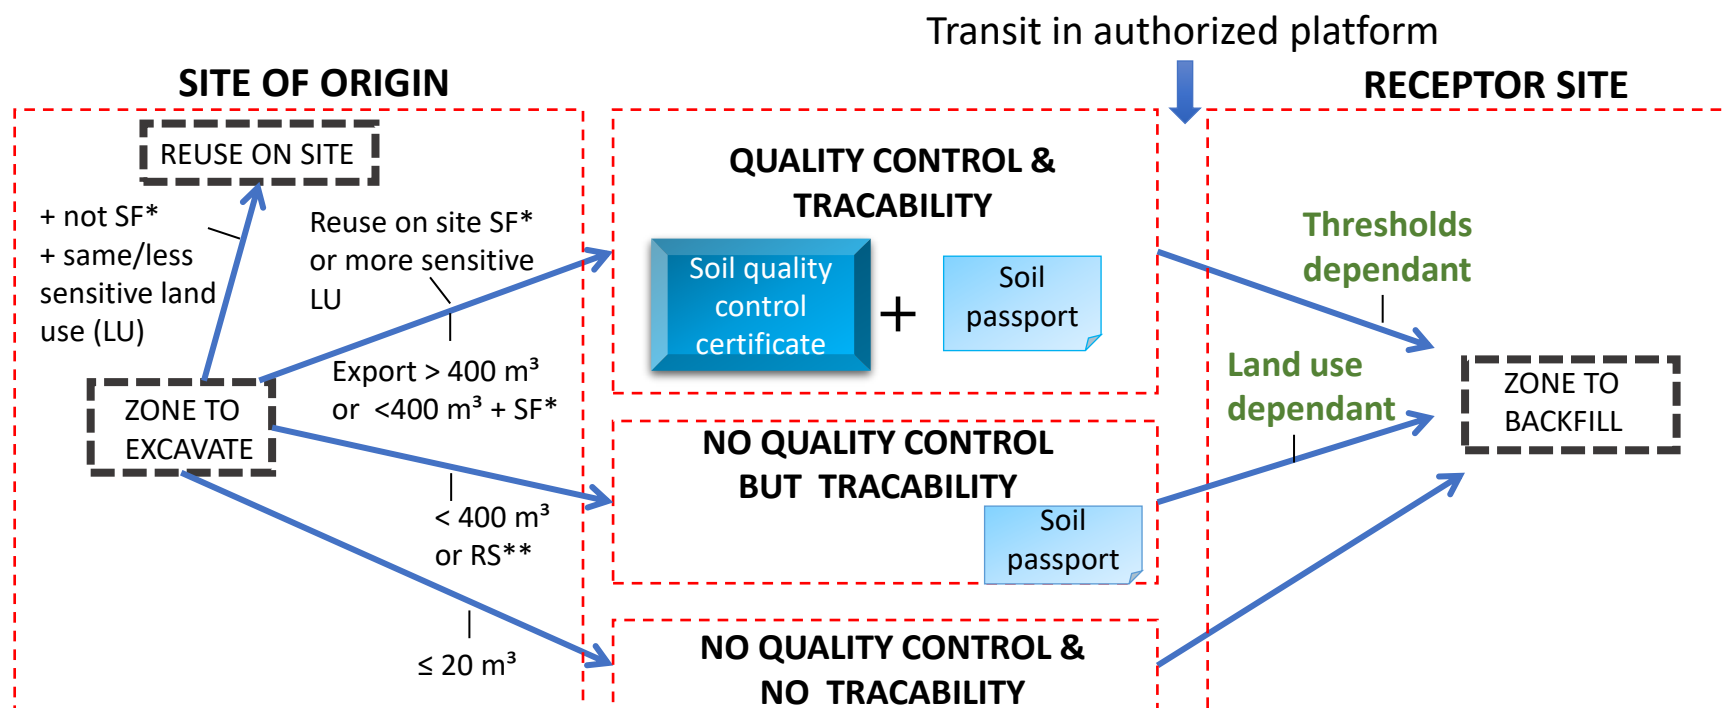 Transit in authorized platform
SITE OF ORIGIN
RECEPTOR SITE
REUSE ON SITE
+ not SF*
+ same/less
sensitive land
use (LU)
Reuse on site SF*
or more sensitive
LU
Export > 400 m³
or <400 m³ + SF*
ZONE TO
EXCAVATE
< 400 m³
or RS**
≤ 20 m³
QUALITY CONTROL &
TRACABILITY
Soil quality
control
certificate
+
Soil
passport
NO QUALITY CONTROL
BUT TRACABILITY
Soil
passport
NO QUALITY CONTROL &
NO TRACABILITY
Thresholds
dependant
Land use
dependant
ZONE TO
BACKFILL